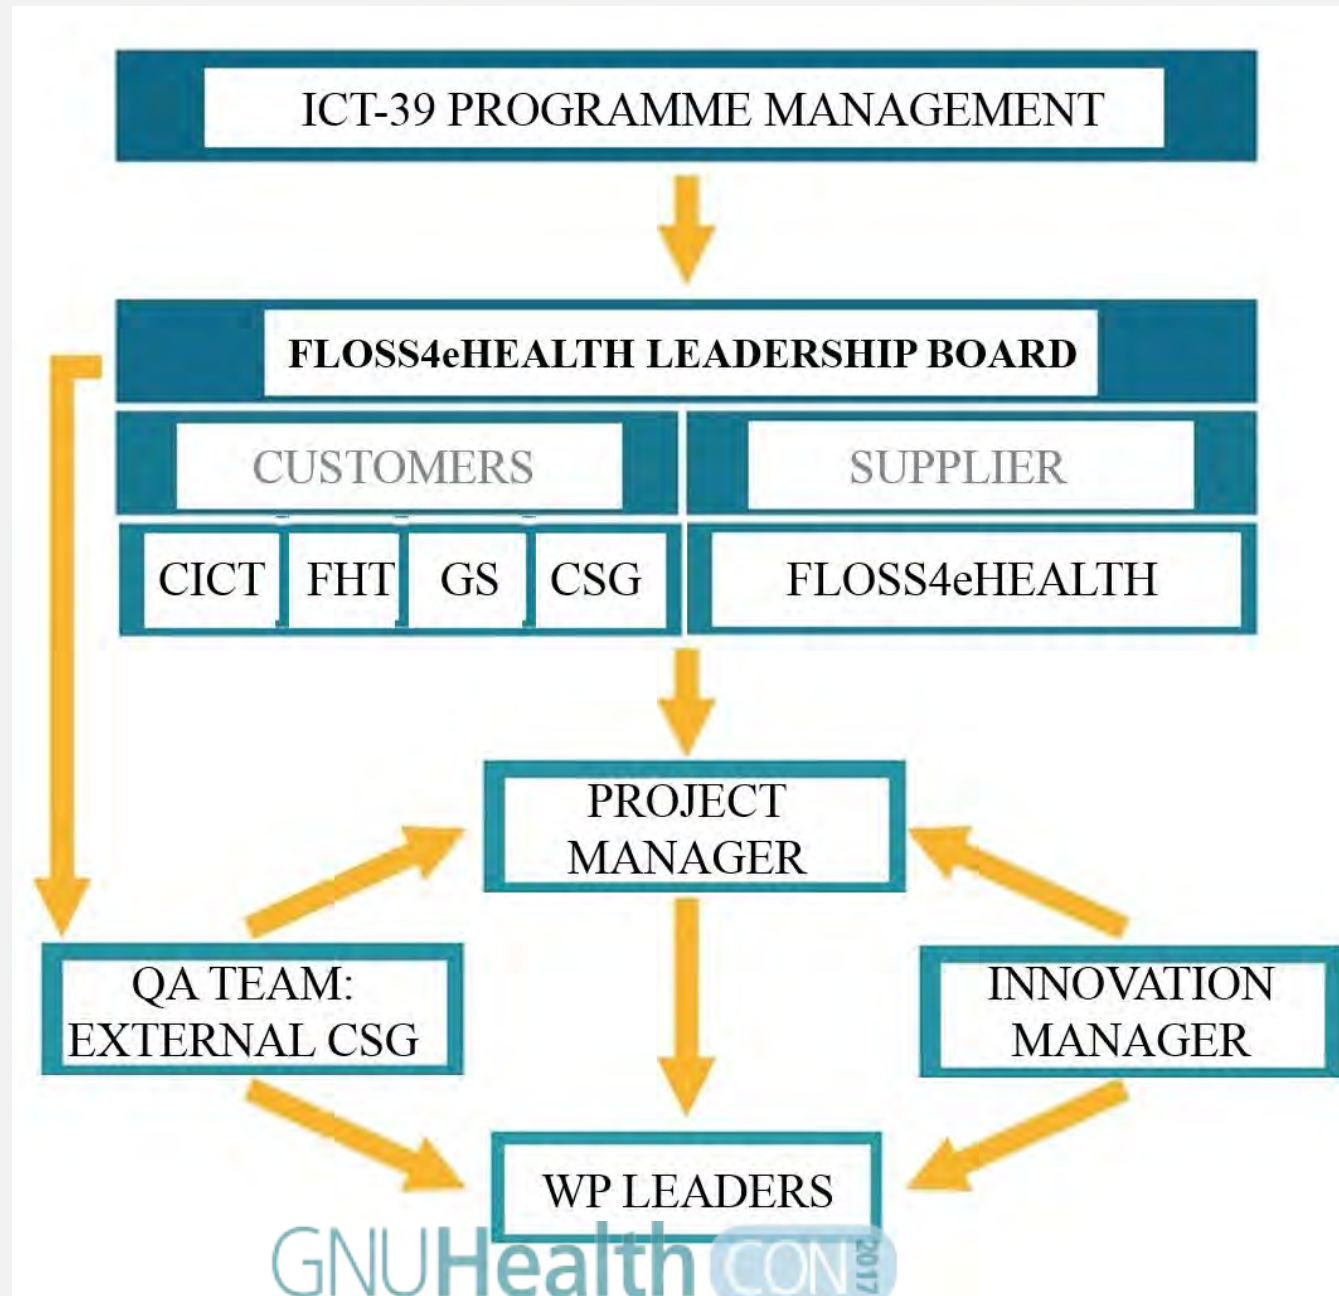 ICT-39 PROGRAMME MANAGEMENT
FLOSS4eHEALTH LEADERSHIP BOARD
CUSTOMERS
SUPPLIER
CICT
FHT
GS
CSG
FLOSS4eHEALTH
PROJECT
MANAGER
QA TEAM:
EXTERNAL CSG
INNOVATION
MANAGER
WP LEADERS
GNUHealth CON 2017